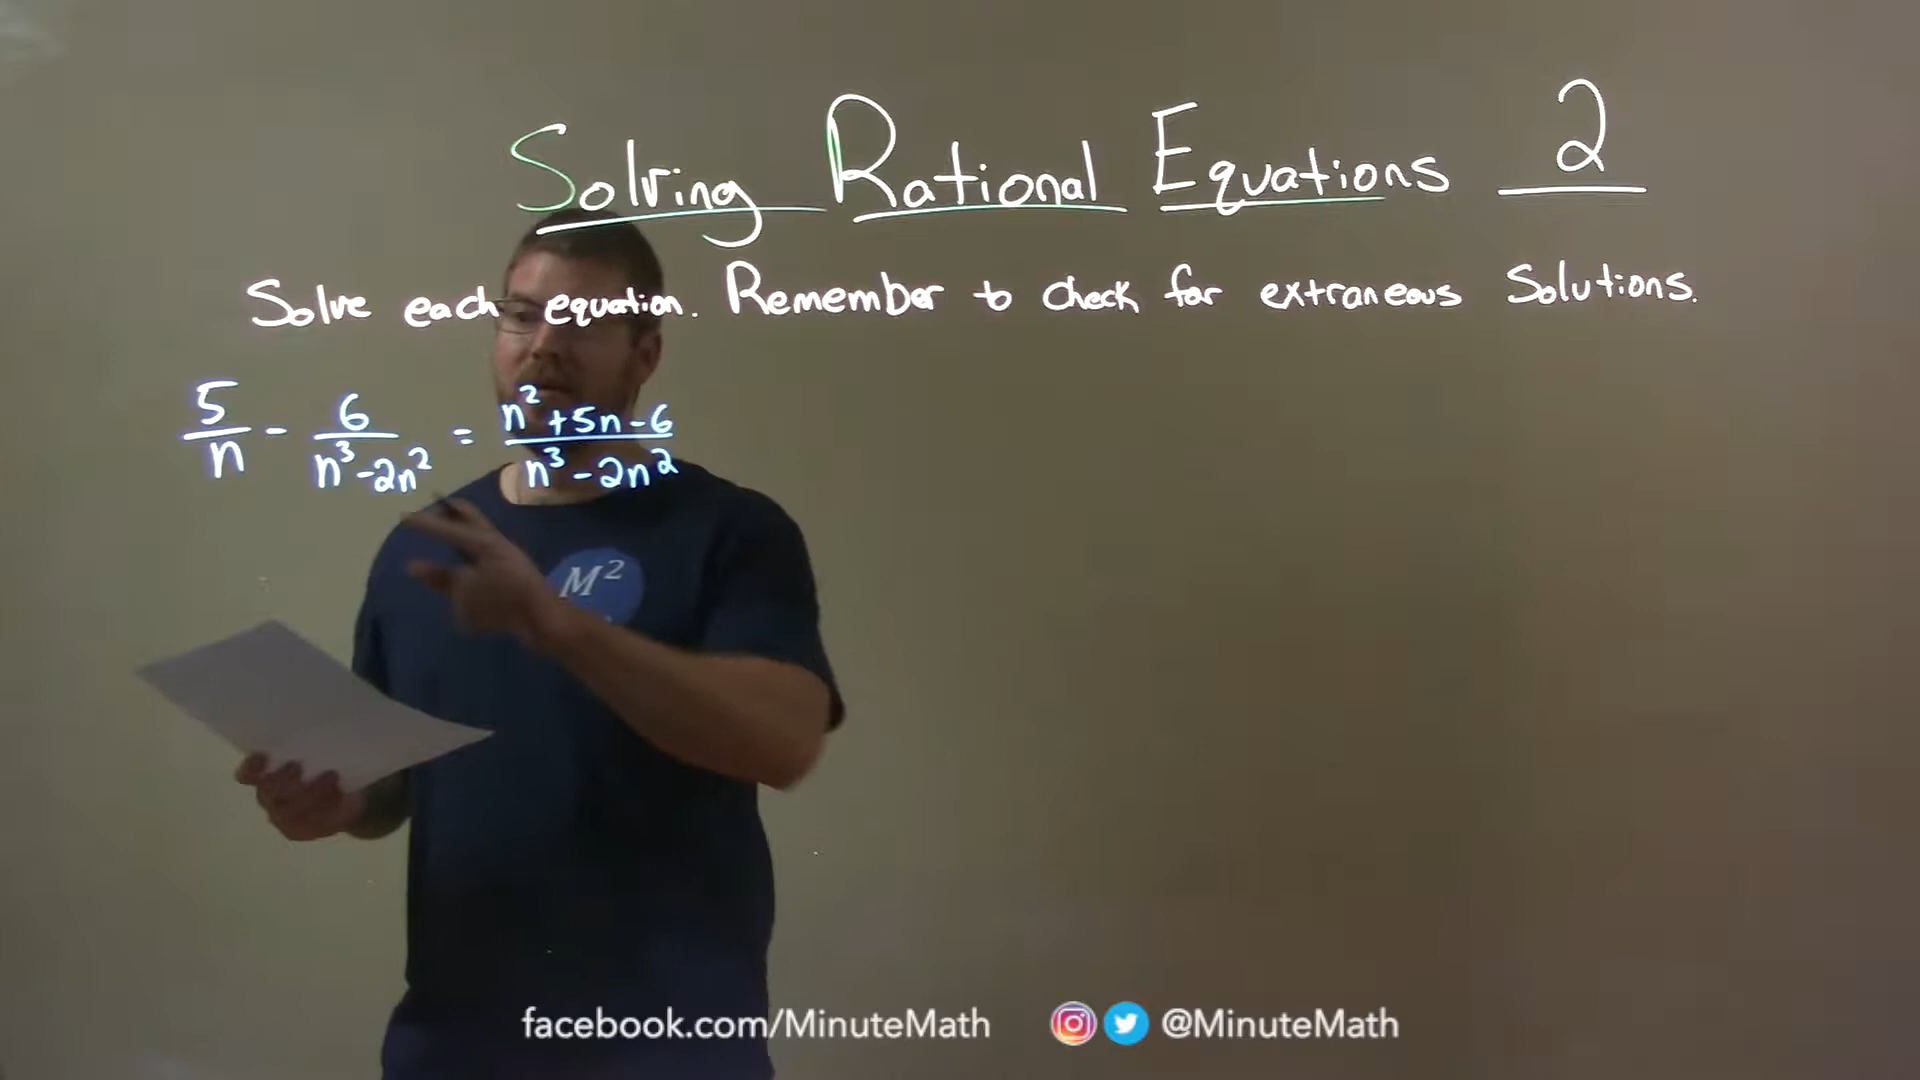 Solving Rational Equations 2
Solve each equation. Remember to check for extraneous solutions.
5/n - 6/(n³-2n²) = (n²+5n-6)/(n³-2n²)
M²
facebook.com/MinuteMath @MinuteMath